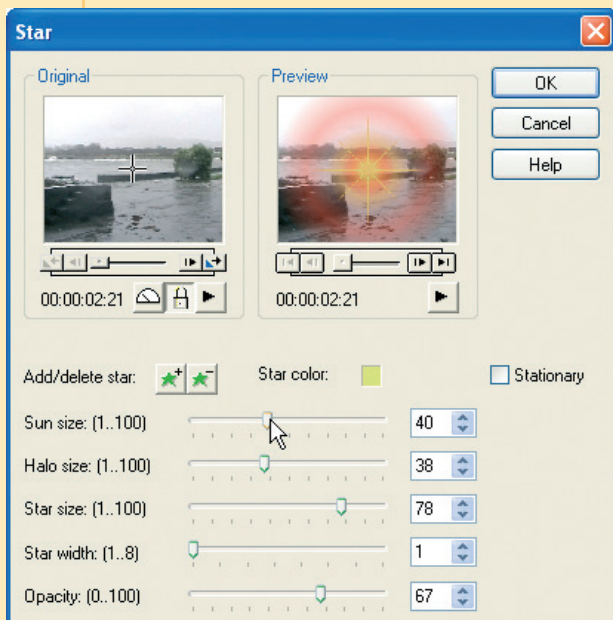 Star
Original
Preview
OK
Cancel
Help
00:00:02:21
00:00:02:21
Add/delete star:
Star color:
Stationary
Sun size: (1..100)
40
Halo size: (1..100)
38
Star size: (1..100)
78
Star width: (1..8)
1
Opacity: (0..100)
67